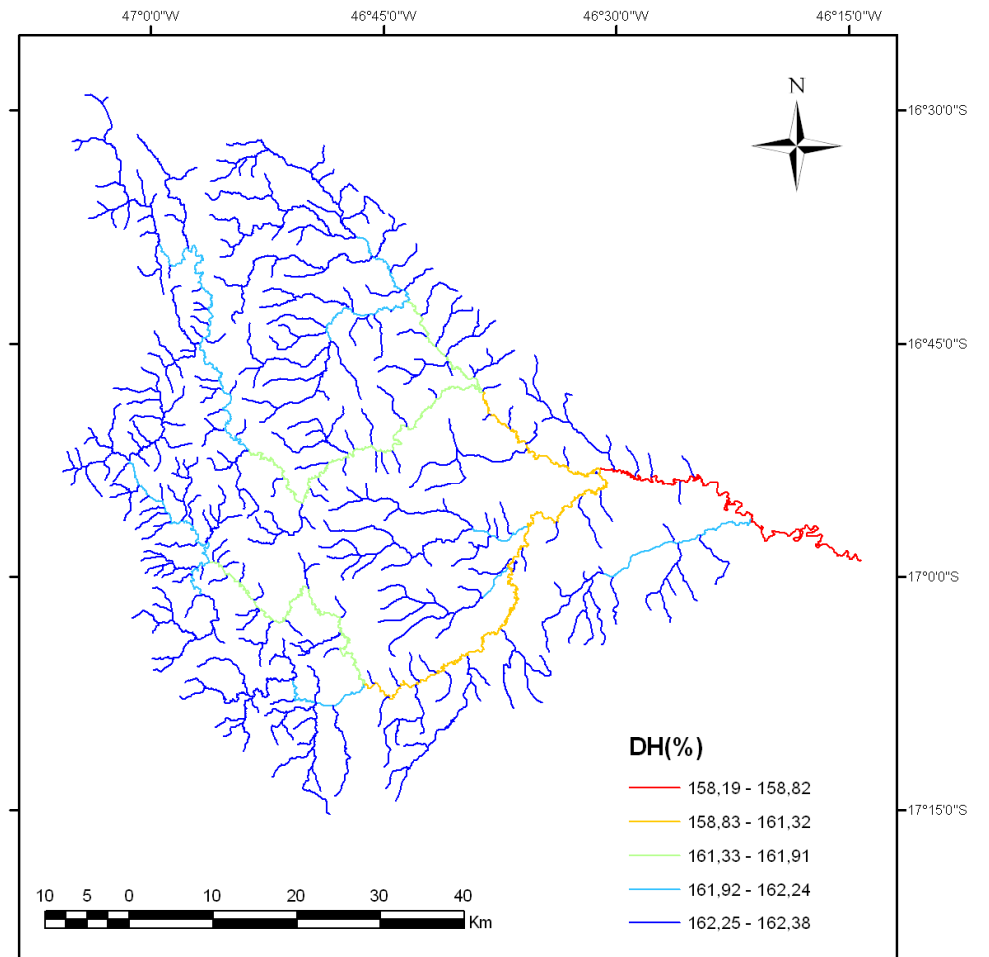 47°0'0"W 46°45'0"W 46°30'0"W 46°15'0"W
N
16°30'0"S
16°45'0"S
17°0'0"S
DH(%)
158,19 - 158,82
17°15'0"S
158,83 - 161,32
161,33 - 161,91
161,92 - 162,24
162,25 - 162,38
10 5 0 10 20 30 40
Km